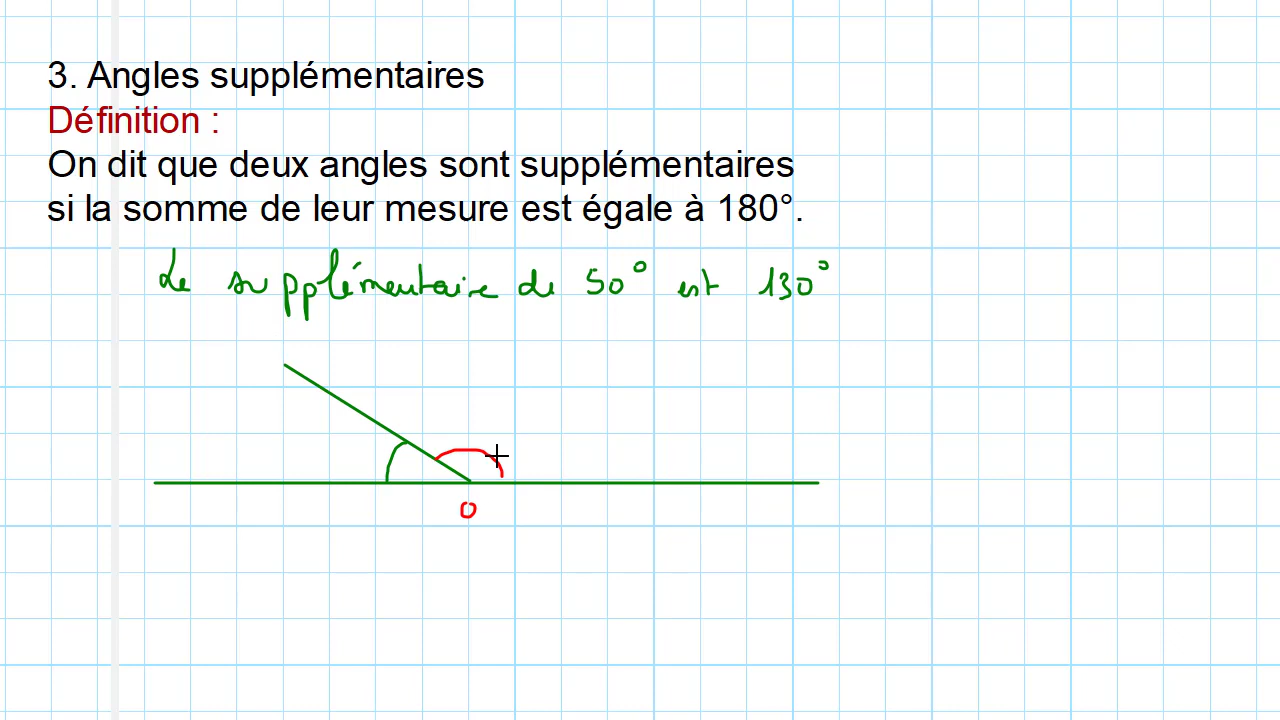 3. Angles supplémentaires
Définition :
On dit que deux angles sont supplémentaires
si la somme de leur mesure est égale à 180°.
Le supplémentaire de 50° est 130°
O